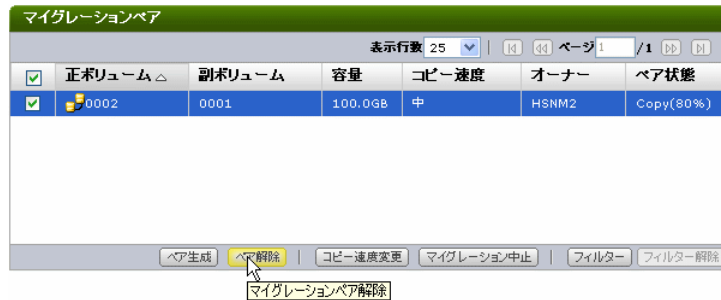 マイグレーションペア
表示行数 25 ページ 1 /1
正ボリューム 副ボリューム 容量 コピー速度 オーナー ペア状態
0002 0001 100.0GB 中 HSNM2 Copy(80%)
ペア生成 ペア解除 コピー速度変更 マイグレーション中止 フィルター フィルター解除
マイグレーションペア解除